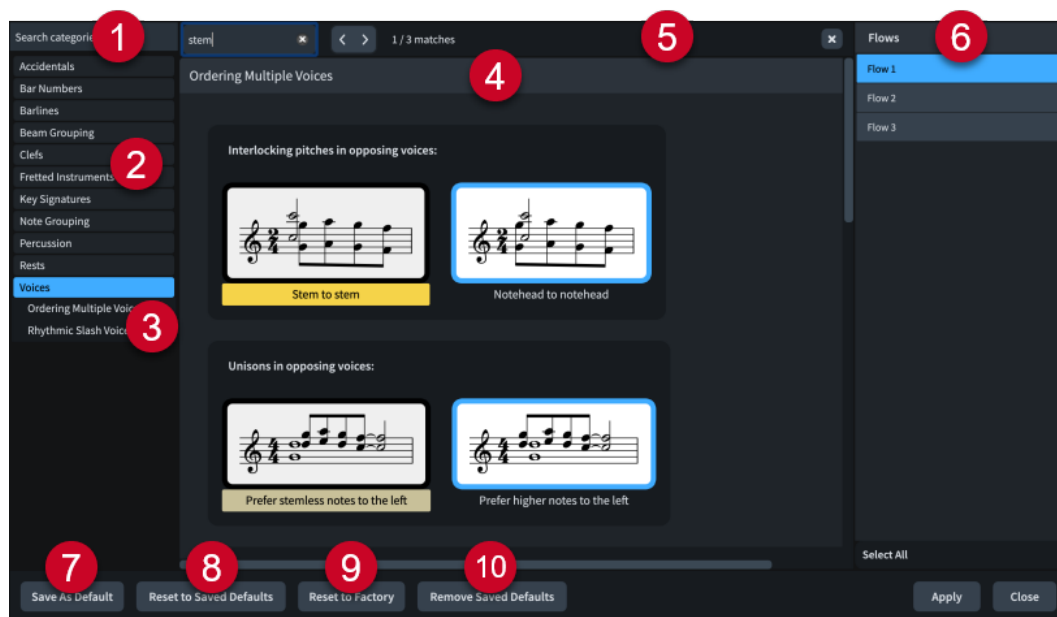 Search categorie 1
stem
1 / 3 matches
5
Flows 6
Accidentals
Bar Numbers
Barlines
Beam Grouping
Clefs
2
Fretted Instruments
Key Signatures
Note Grouping
Percussion
Rests
Voices
Ordering Multiple Voic
3
Rhythmic Slash Voice
Ordering Multiple Voices
4
Interlocking pitches in opposing voices:
Stem to stem
Notehead to notehead
Unisons in opposing voices:
Prefer stemless notes to the left
Prefer higher notes to the left
Flow 1
Flow 2
Flow 3
Select All
7
8
9
10
Save As Default
Reset to Saved Defaults
Reset to Factory
Remove Saved Defaults
Apply
Close